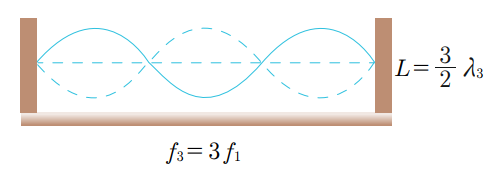 L = 3/2 λ₃
f₃ = 3 f₁